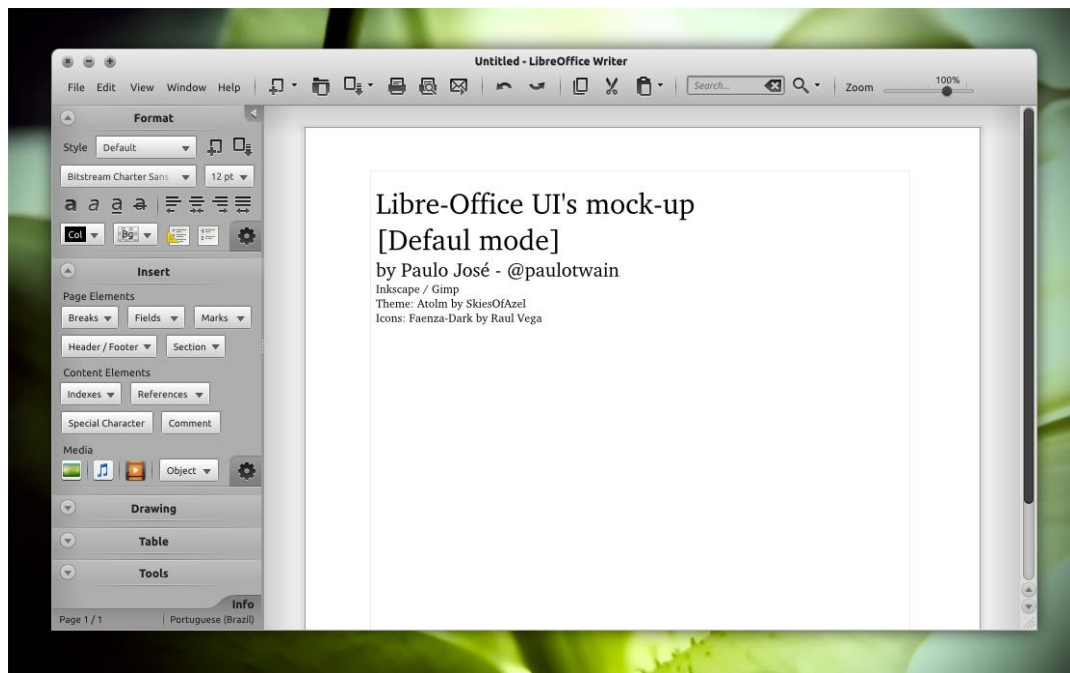 Untitled - LibreOffice Writer
File Edit View Window Help Search... Zoom 100%
Format
Style Default
Bitstream Charter Sans 12 pt
a a a a
Col Bg
Insert
Page Elements
Breaks Fields Marks
Header / Footer Section
Content Elements
Indexes References
Special Character Comment
Media
Object
Drawing
Table
Tools
Info
Page 1 / 1 Portuguese (Brazil)
Libre-Office UI's mock-up
[Defaul mode]
by Paulo José - @paulotwain
Inkscape / Gimp
Theme: Atolm by SkiesOfAzel
Icons: Faenza-Dark by Raul Vega